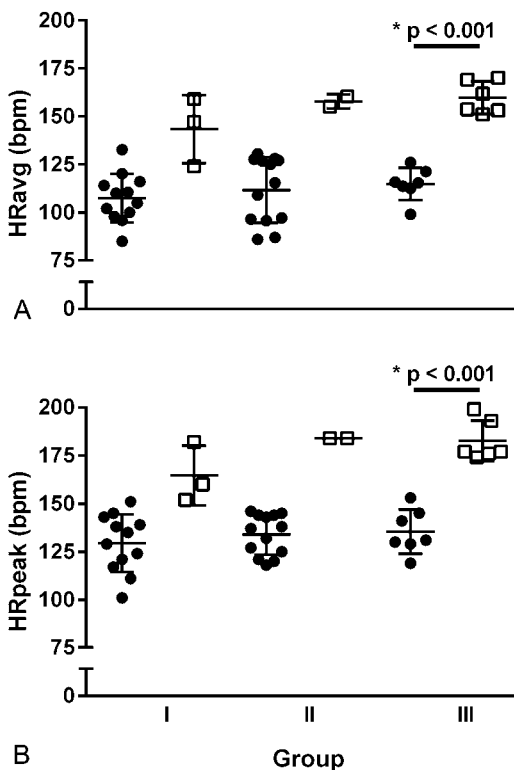 * p < 0.001
200
175
150
125
100
75
0
HRavg (bpm)
A
* p < 0.001
200
175
150
125
100
75
0
HRpeak (bpm)
I II III
B
Group